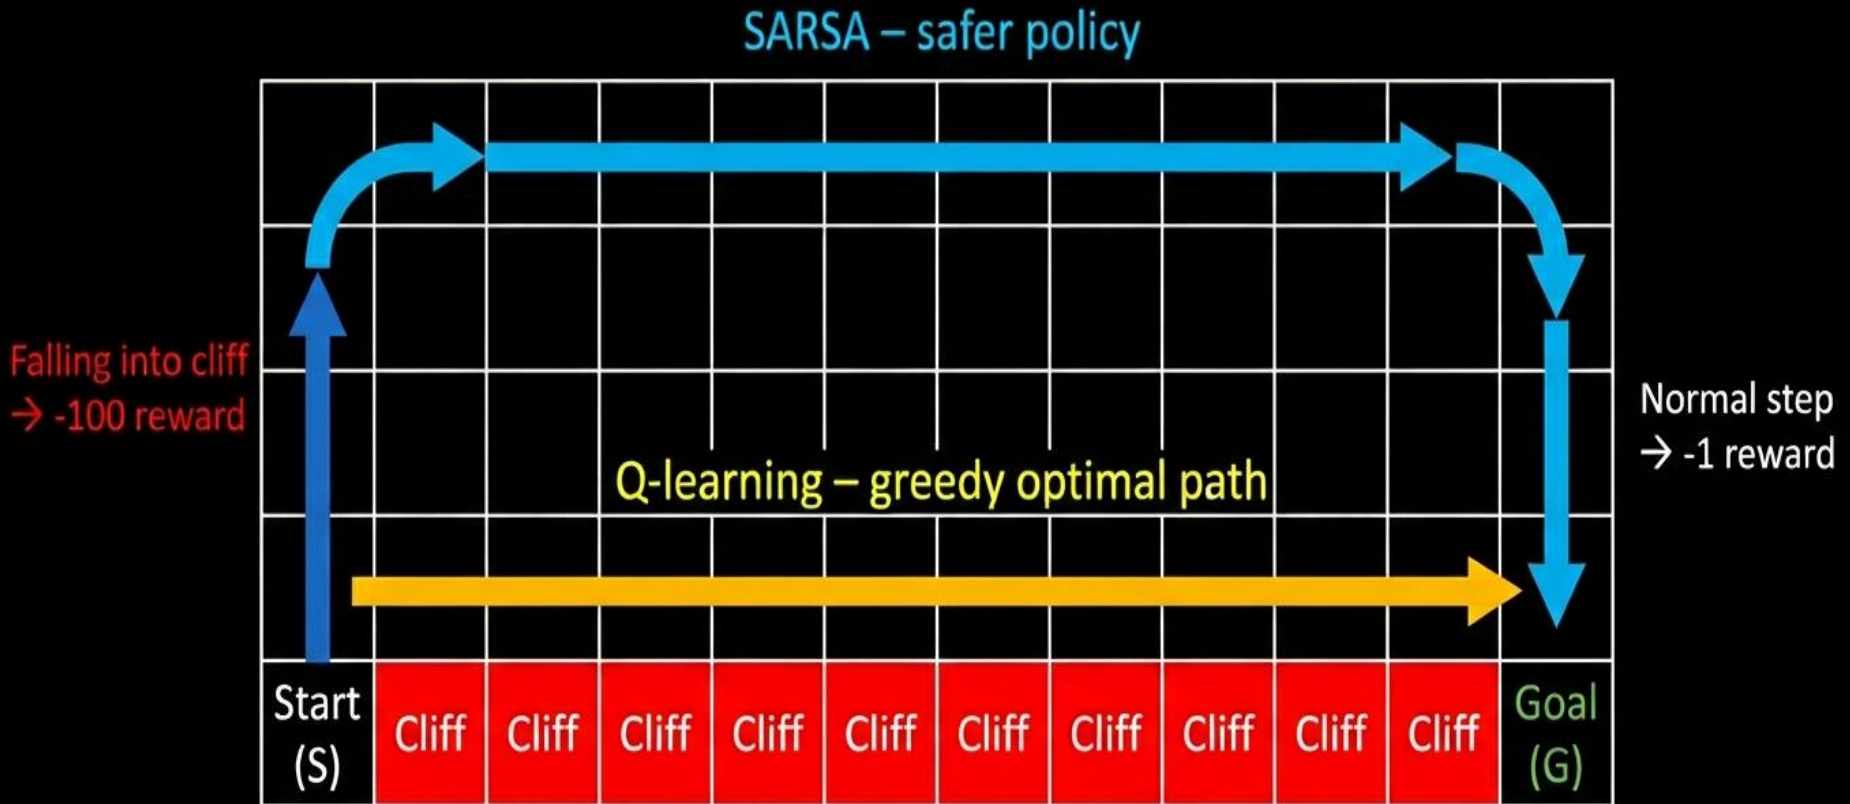 SARSA – safer policy
Falling into cliff
→ -100 reward
Normal step
→ -1 reward
Q-learning – greedy optimal path
Start
(S)
Cliff
Cliff
Cliff
Cliff
Cliff
Cliff
Cliff
Cliff
Cliff
Cliff
Goal
(G)